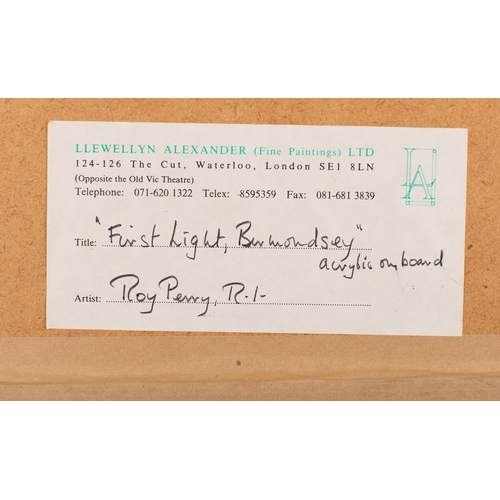 LLEWELLYN ALEXANDER (Fine Paintings) LTD
124-126 The Cut, Waterloo, London SE1 8LN
(Opposite the Old Vic Theatre)
Telephone: 071-620 1322 Telex: 8595359 Fax: 081-681 3839
Title: "First Light, Bermondsey"
acrylic on board
Artist: Roy Perry, R.I.
LA